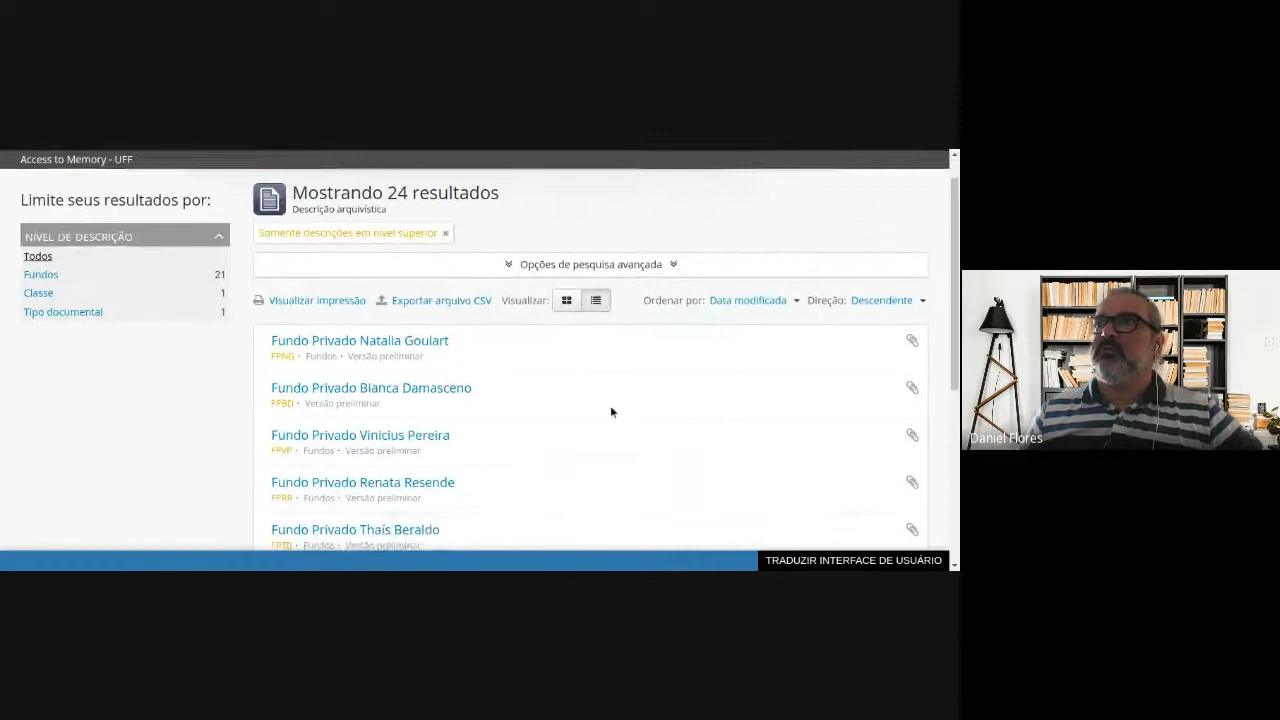 Access to Memory - UFF
Limite seus resultados por:
NÍVEL DE DESCRIÇÃO
Todos
Fundos 21
Classe 1
Tipo documental 1
Mostrando 24 resultados
Descrição arquivística
Somente descrições em nível superior ×
Opções de pesquisa avançada
Visualizar impressão Exportar arquivo CSV Visualizar: Ordenar por: Data modificada Direção: Descendente
Fundo Privado Natalia Goulart
FPNG · Fundos · Versão preliminar
Fundo Privado Bianca Damasceno
FPBD · Versão preliminar
Fundo Privado Vinicius Pereira
FPVP · Fundos · Versão preliminar
Fundo Privado Renata Resende
FPRR · Fundos · Versão preliminar
Fundo Privado Thaís Beraldo
FPTB · Fundos · Versão preliminar
TRADUZIR INTERFACE DE USUÁRIO
Daniel Flores